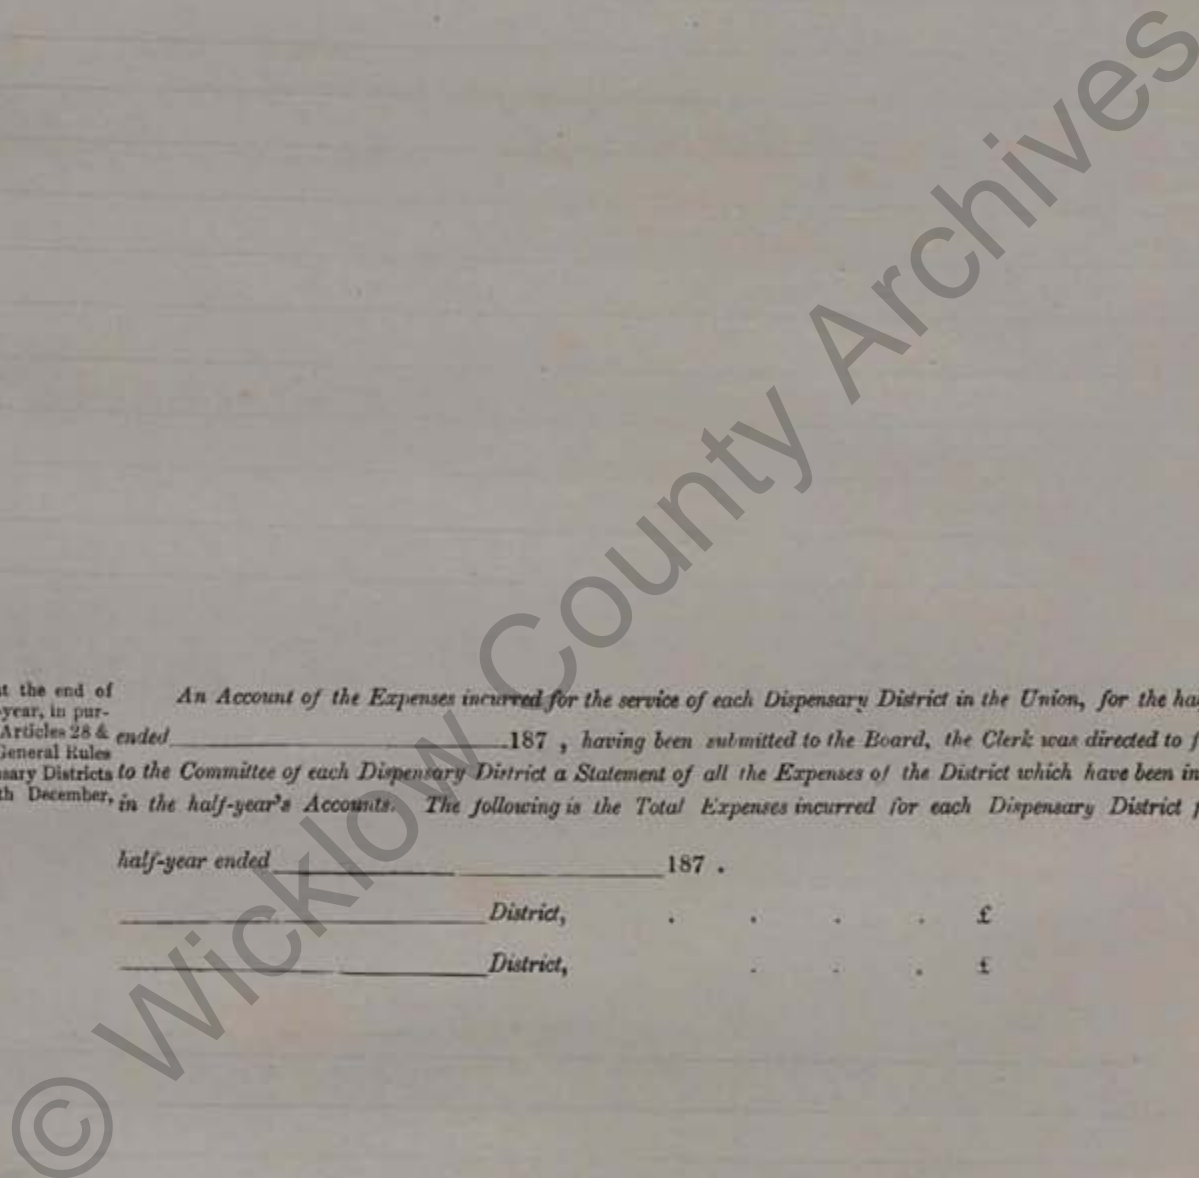 t the end of
-year, in pur-
Articles 28 &
General Rules
sary Districts
th December,
An Account of the Expenses incurred for the service of each Dispensary District in the Union, for the ha
ended 187 , having been submitted to the Board, the Clerk was directed to f
to the Committee of each Dispensary District a Statement of all the Expenses of the District which have been in
in the half-year's Accounts. The following is the Total Expenses incurred for each Dispensary District f
half-year ended 187 .
District, . . . . £
District, . . . £
© Wicklow County Archives